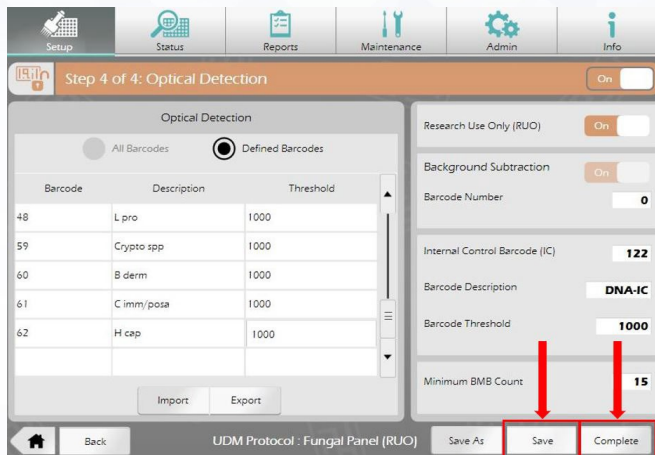 Setup
Status
Reports
Maintenance
Admin
Info
Step 4 of 4: Optical Detection
On
Optical Detection
All Barcodes
Defined Barcodes
Barcode Description Threshold
48 L pro 1000
59 Crypto spp 1000
60 B derm 1000
61 C imm/posa 1000
62 H cap 1000
Import
Export
Research Use Only (RUO) On
Background Subtraction On
Barcode Number 0
Internal Control Barcode (IC) 122
Barcode Description DNA-IC
Barcode Threshold 1000
Minimum BMB Count 15
Back
UDM Protocol : Fungal Panel (RUO)
Save As
Save
Complete